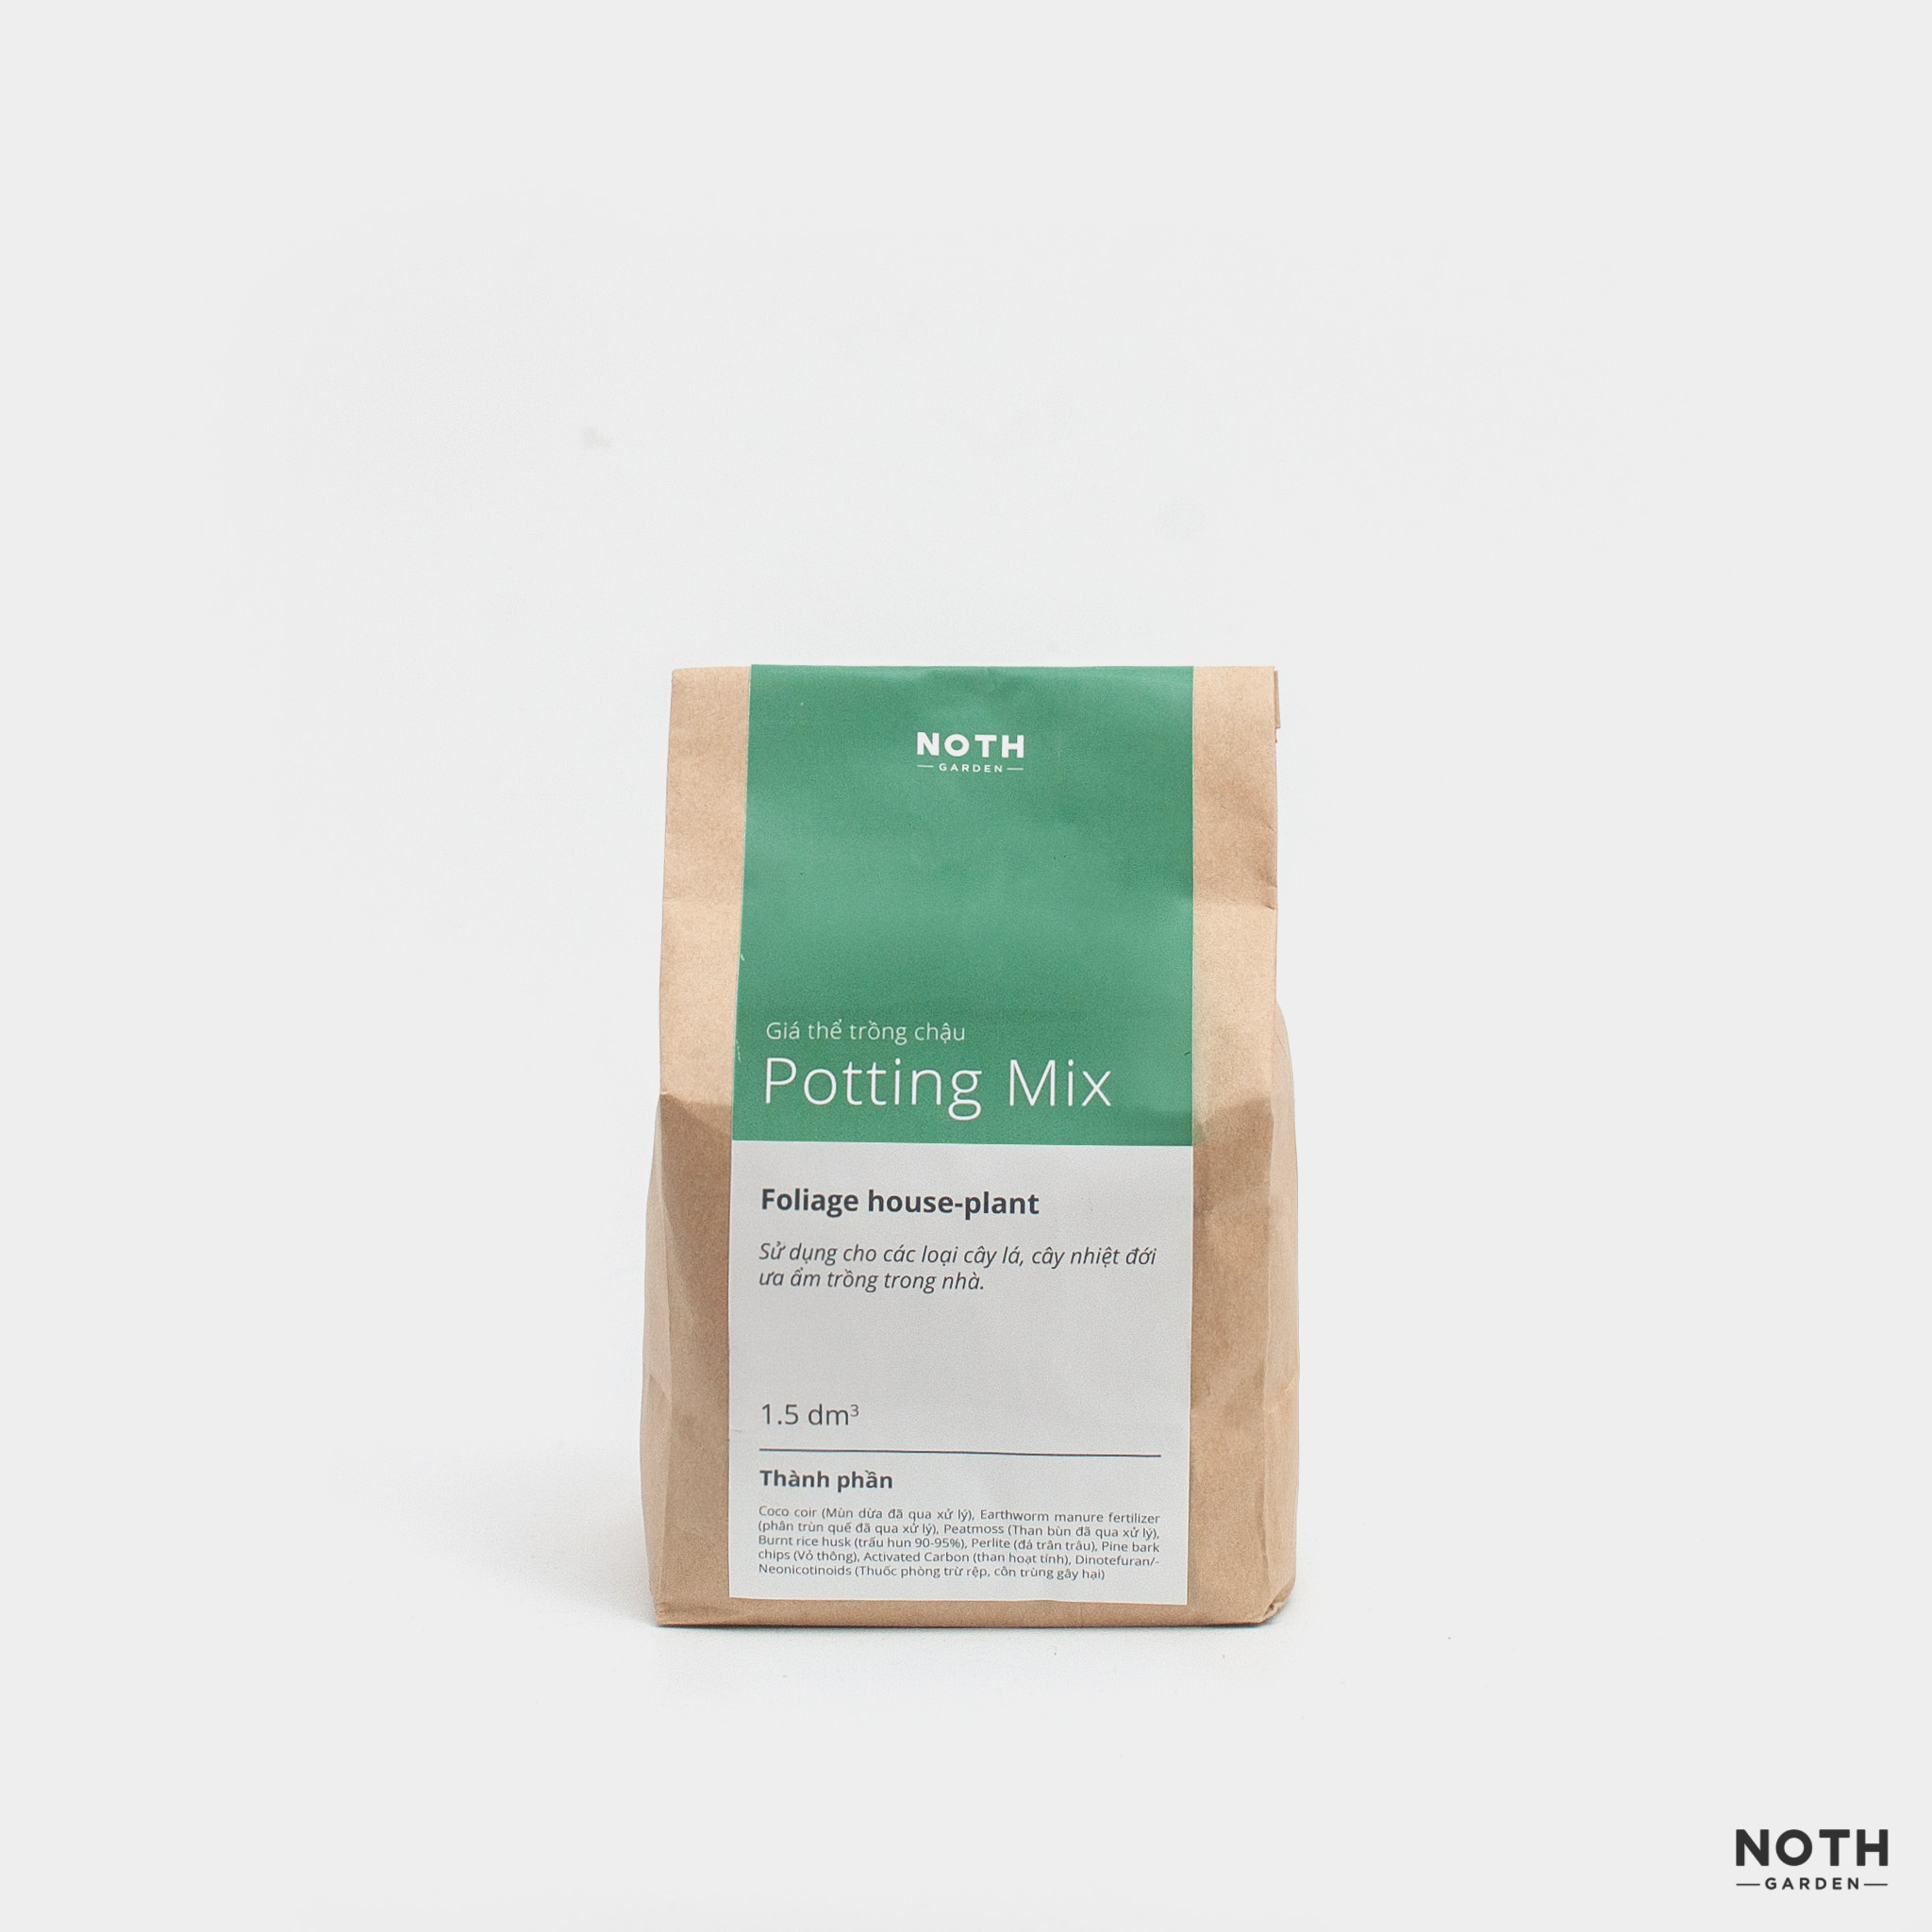 NOTH
GARDEN
Giá thể trồng chậu
Potting Mix
Foliage house-plant
Sử dụng cho các loại cây lá, cây nhiệt đới
ưa ẩm trồng trong nhà.
1.5 dm³
Thành phần
Coco coir (Mùn dừa đã qua xử lý), Earthworm manure fertilizer
(phân trùn quế đã qua xử lý), Peatmoss (Than bùn đã qua xử lý),
Burnt rice husk (trấu hun 90-95%), Perlite (đá trân trâu), Pine bark
chips (Vỏ thông), Activated Carbon (than hoạt tính), Dinotefuran/-
Neonicotinoids (Thuốc phòng trừ rệp, côn trùng gây hại)
NOTH
GARDEN